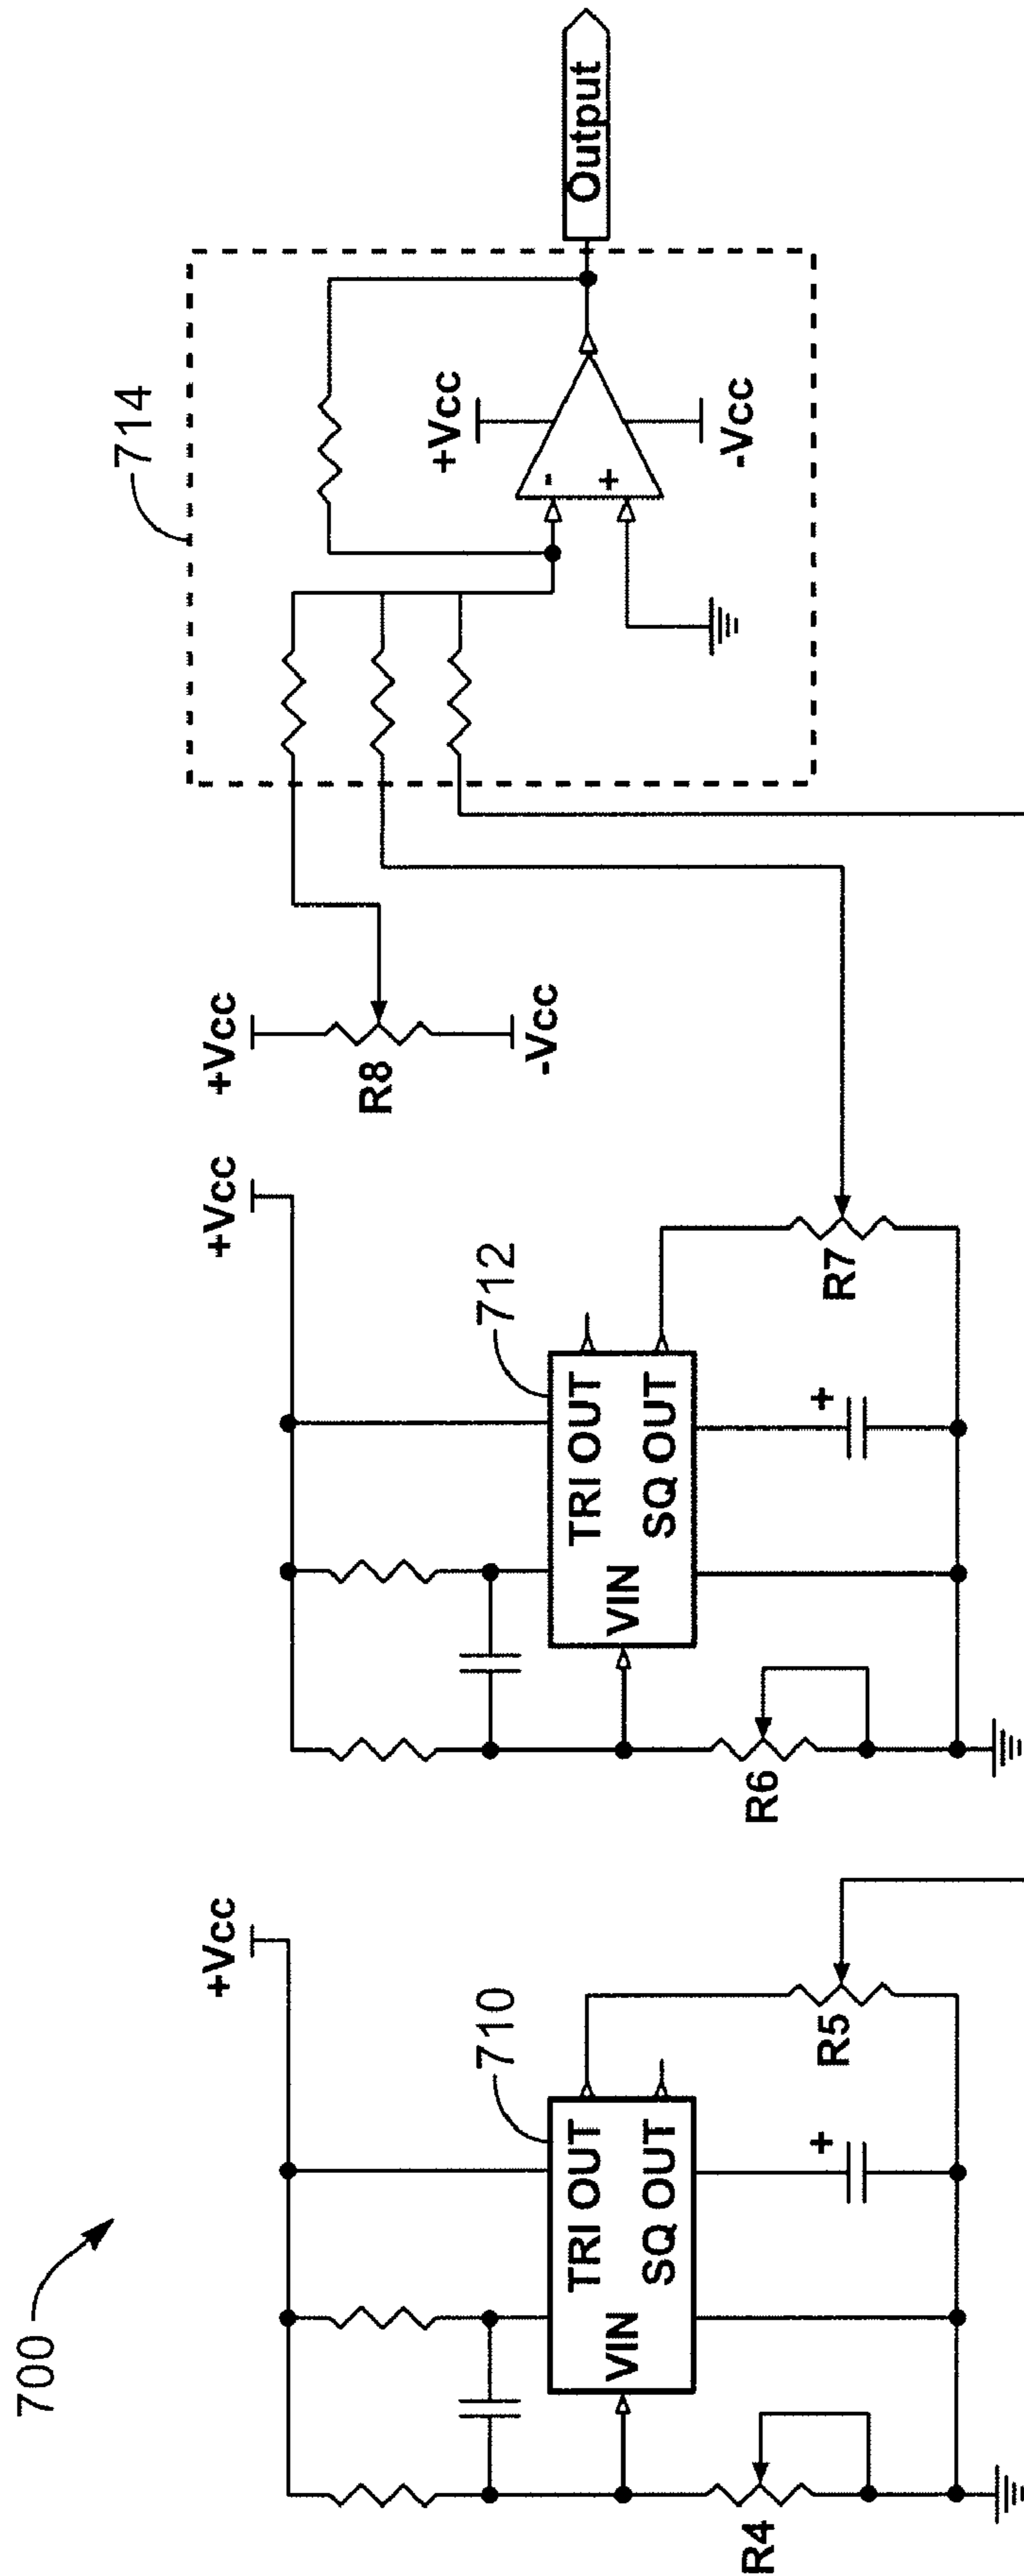 700
+Vcc
710
VIN
TRI OUT
SQ OUT
R4
R5
+Vcc
712
VIN
TRI OUT
SQ OUT
R6
R7
+Vcc
R8
-Vcc
714
+Vcc
-
+
-Vcc
Output
+
+